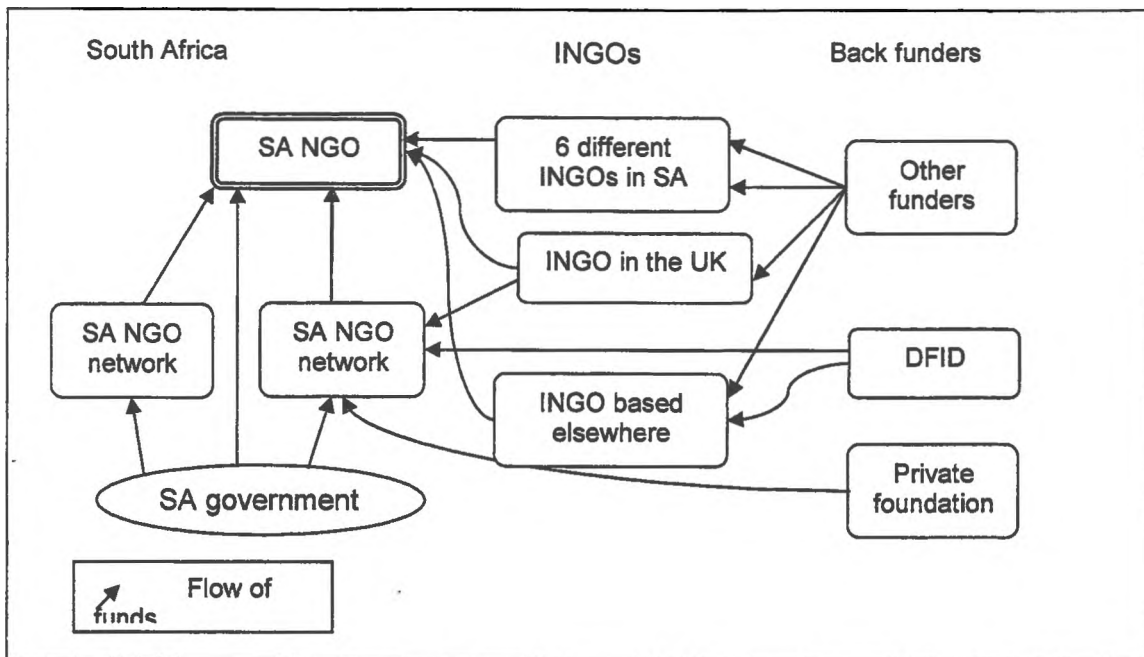 South Africa
INGOs
Back funders
SA NGO
6 different
INGOs in SA
Other
funders
INGO in the UK
SA NGO
network
SA NGO
network
DFID
INGO based
elsewhere
Private
foundation
SA government
Flow of
funds